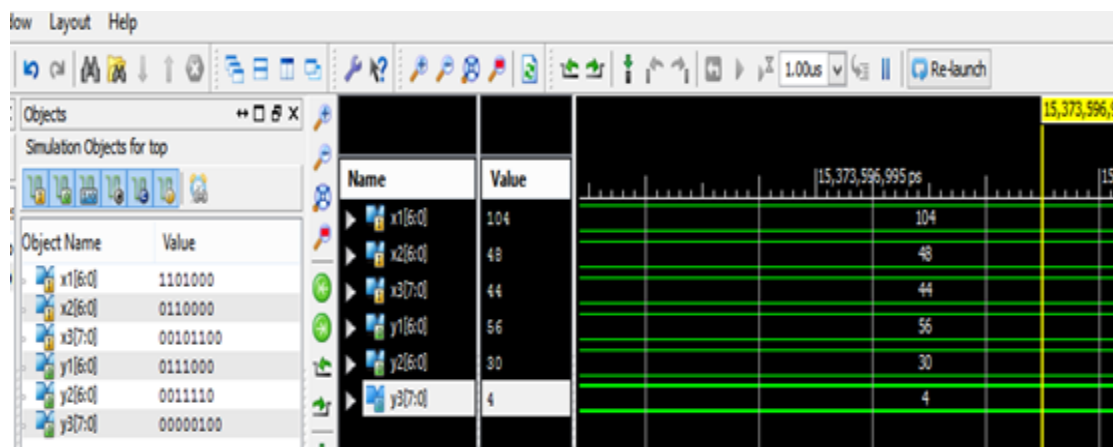 Layout Help
1.00us Re-launch
Objects
Simulation Objects for top
Object Name Value
x1[6:0] 1101000
x2[6:0] 0110000
x3[7:0] 00101100
y1[6:0] 0111000
y2[6:0] 0011110
y3[7:0] 00000100
Name Value
x1[6:0] 104
x2[6:0] 48
x3[7:0] 44
y1[6:0] 56
y2[6:0] 30
y3[7:0] 4
15,373,596,
15,373,596,995 ps
104
48
44
56
30
4